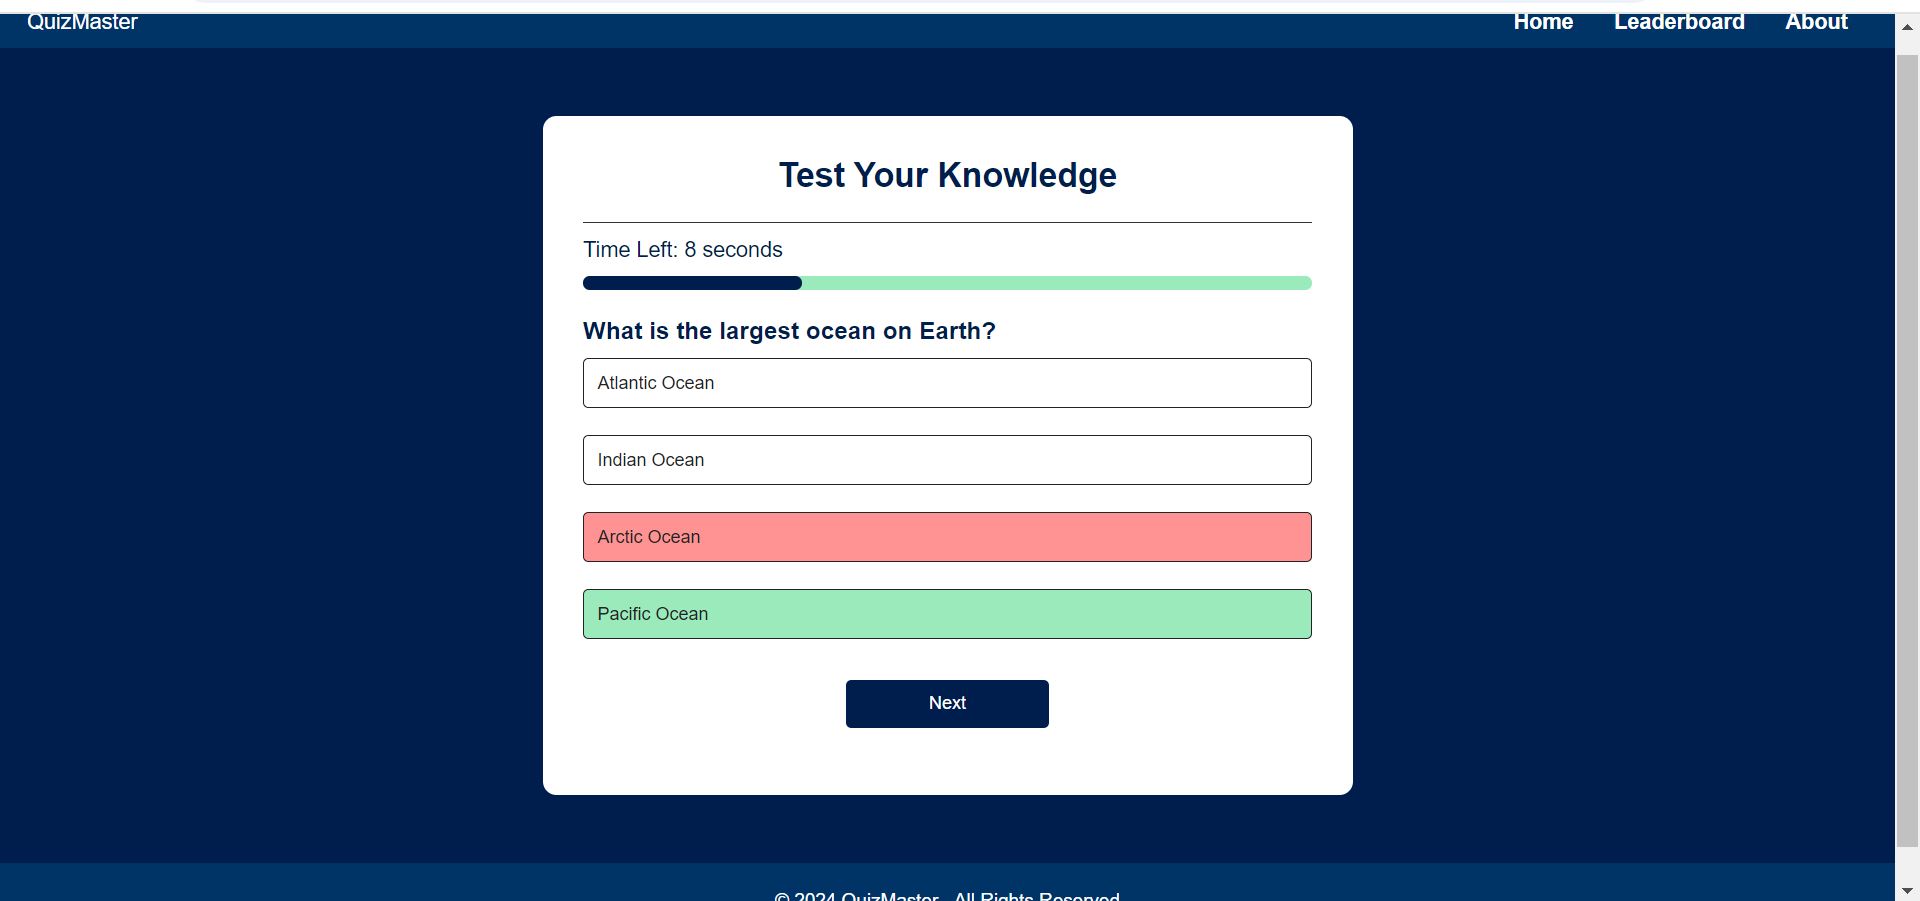 QuizMaster
Home Leaderboard About
Test Your Knowledge
Time Left: 8 seconds
What is the largest ocean on Earth?
Atlantic Ocean
Indian Ocean
Arctic Ocean
Pacific Ocean
Next
© 2024 QuizMaster. All Rights Reserved.